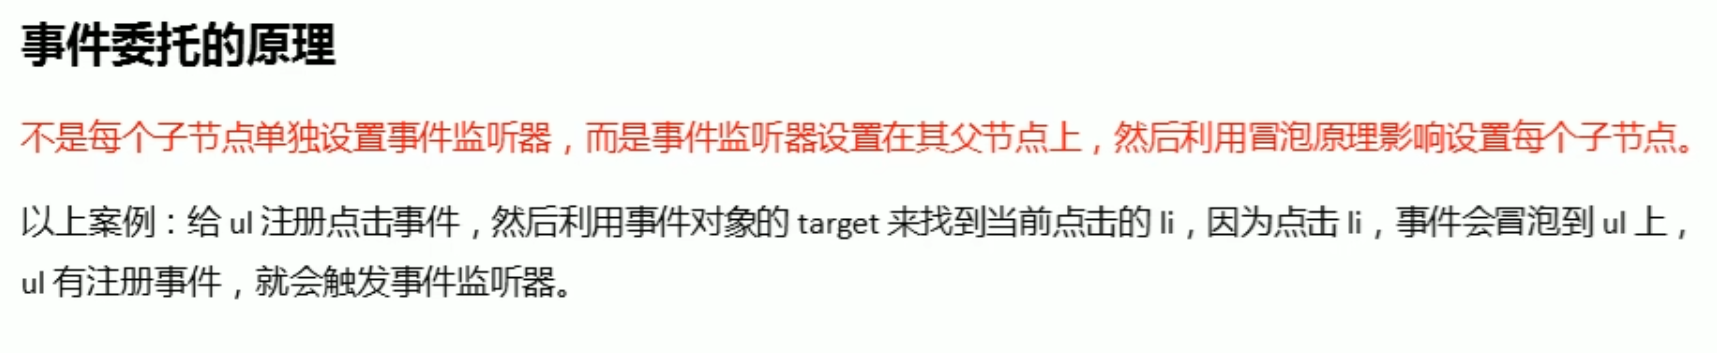 事件委托的原理
不是每个子节点单独设置事件监听器，而是事件监听器设置在其父节点上，然后利用冒泡原理影响设置每个子节点。
以上案例：给 ul 注册点击事件，然后利用事件对象的 target 来找到当前点击的 li，因为点击 li，事件会冒泡到 ul 上，
ul 有注册事件，就会触发事件监听器。